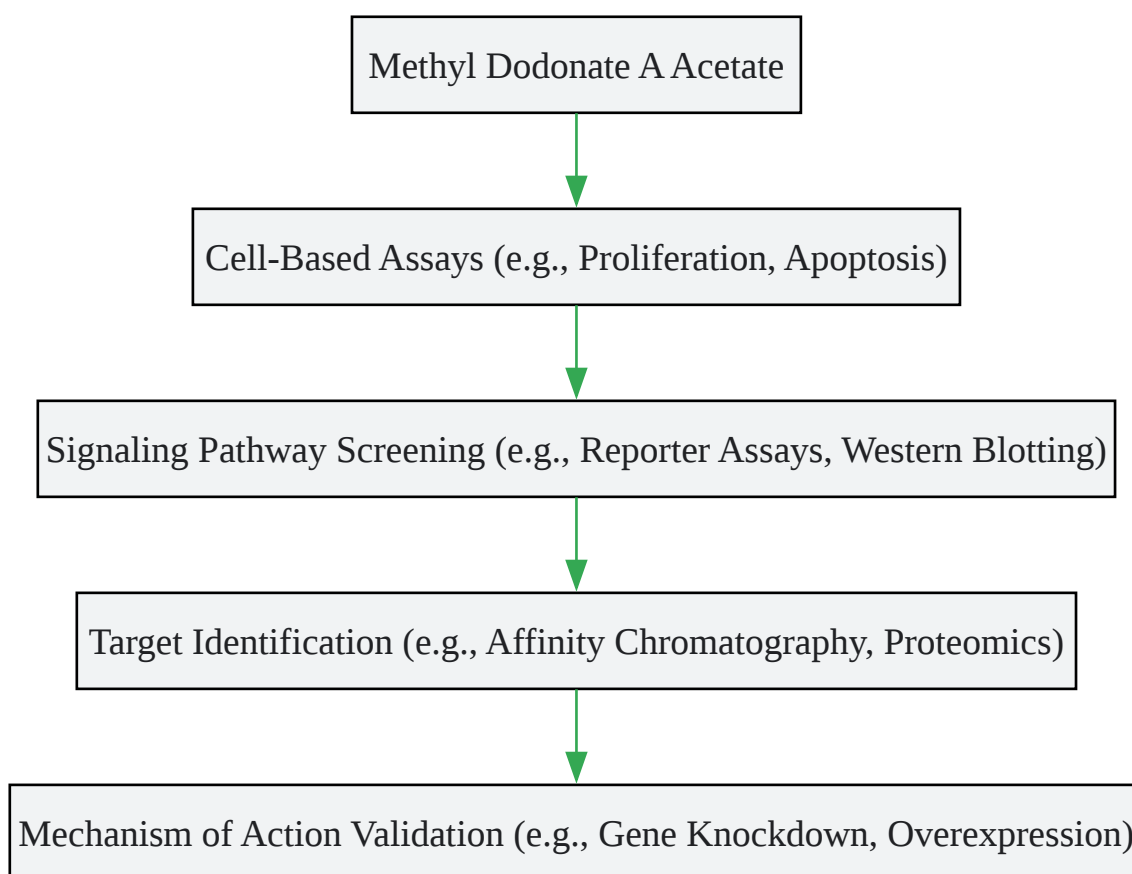 Methyl Dodonate A Acetate
Cell-Based Assays (e.g., Proliferation, Apoptosis)
Signaling Pathway Screening (e.g., Reporter Assays, Western Blotting)
Target Identification (e.g., Affinity Chromatography, Proteomics)
Mechanism of Action Validation (e.g., Gene Knockdown, Overexpression)